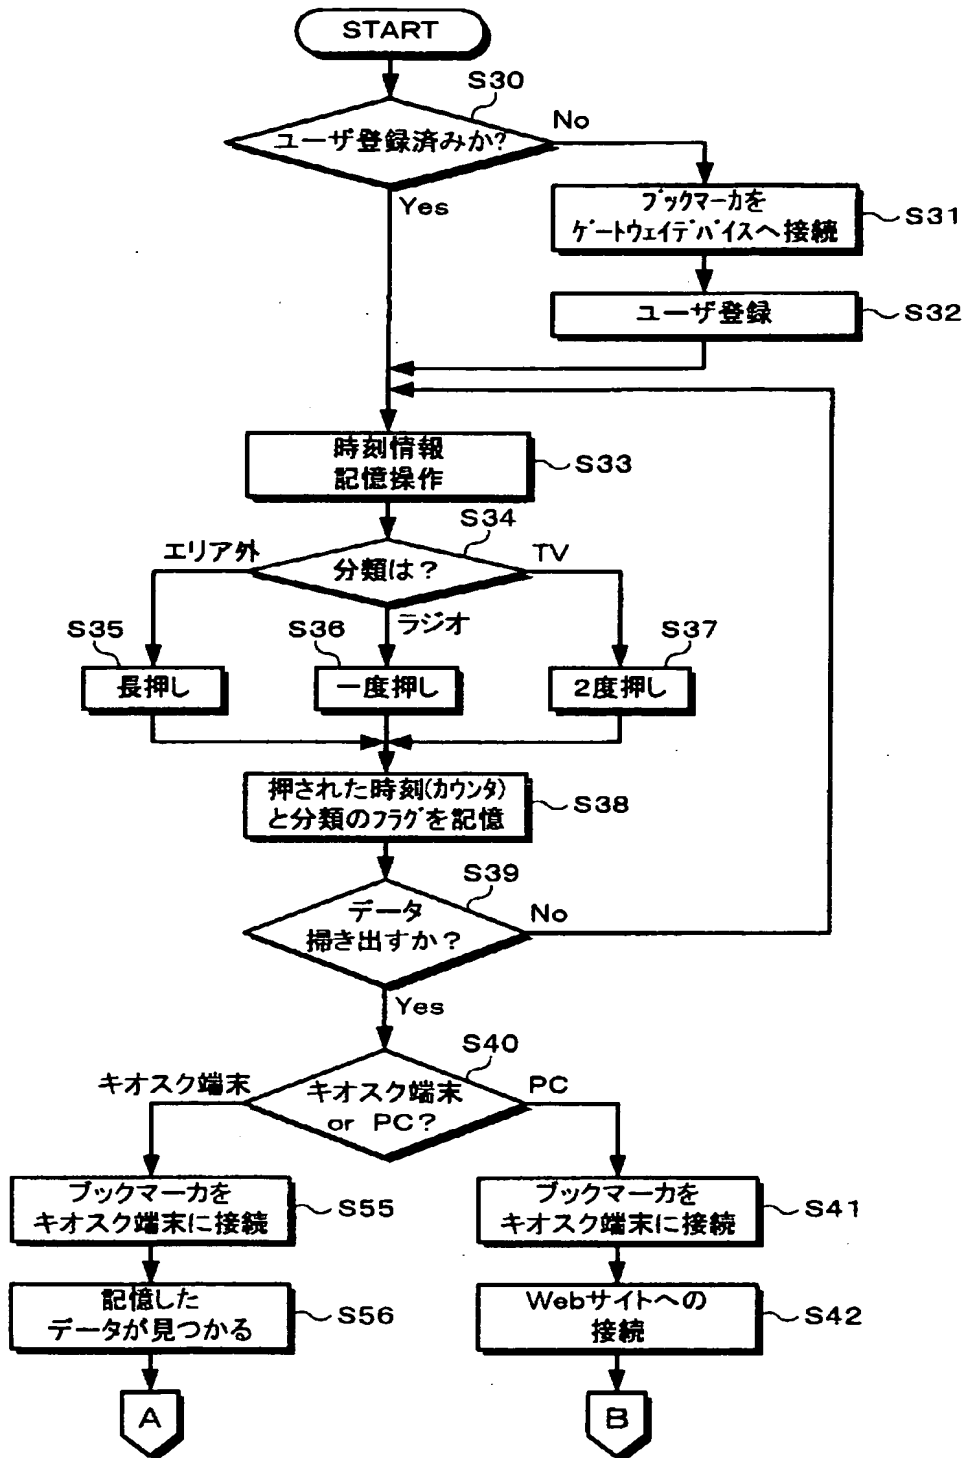 START
S30
ユーザ登録済みか?
No
Yes
ブックマーカを
ゲートウェイデバイスへ接続
S31
ユーザ登録
S32
時刻情報
記憶操作
S33
S34
エリア外
分類は?
TV
ラジオ
S35
S36
S37
長押し
一度押し
2度押し
押された時刻(カウンタ)
と分類のフラグを記憶
S38
S39
データ
掃き出すか?
No
Yes
S40
キオスク端末
キオスク端末
or PC?
PC
ブックマーカを
キオスク端末に接続
S55
ブックマーカを
キオスク端末に接続
S41
記憶した
データが見つかる
S56
Webサイトへの
接続
S42
A
B